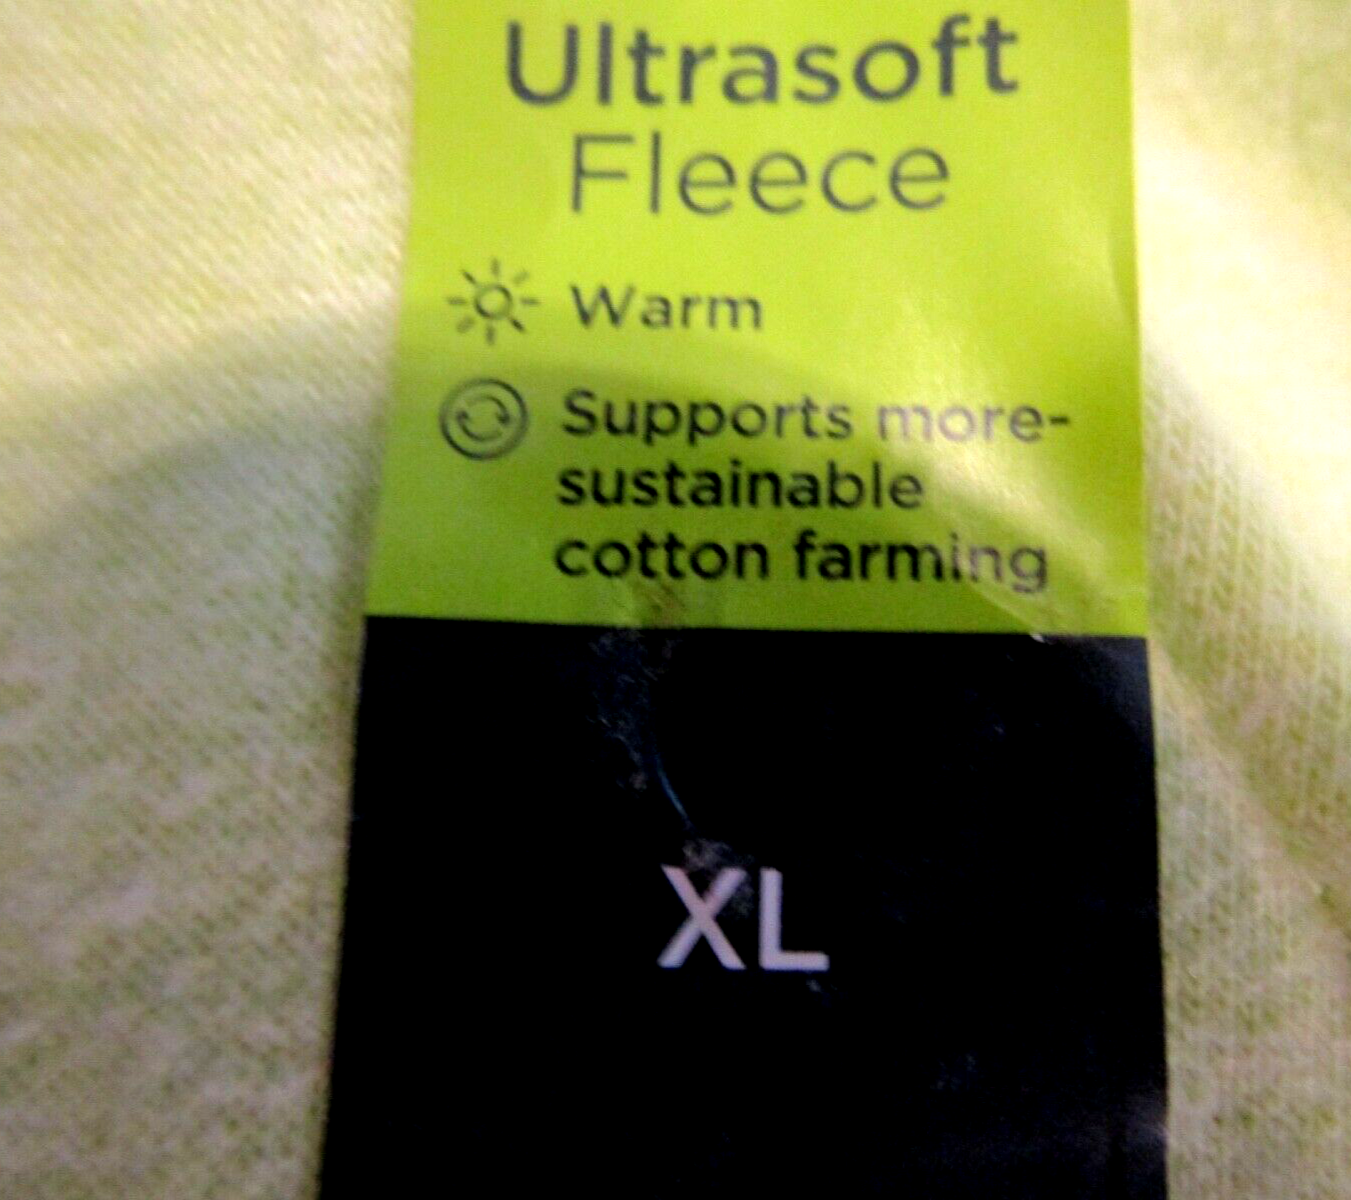 Ultrasoft
Fleece
Warm
Supports more-
sustainable
cotton farming
XL